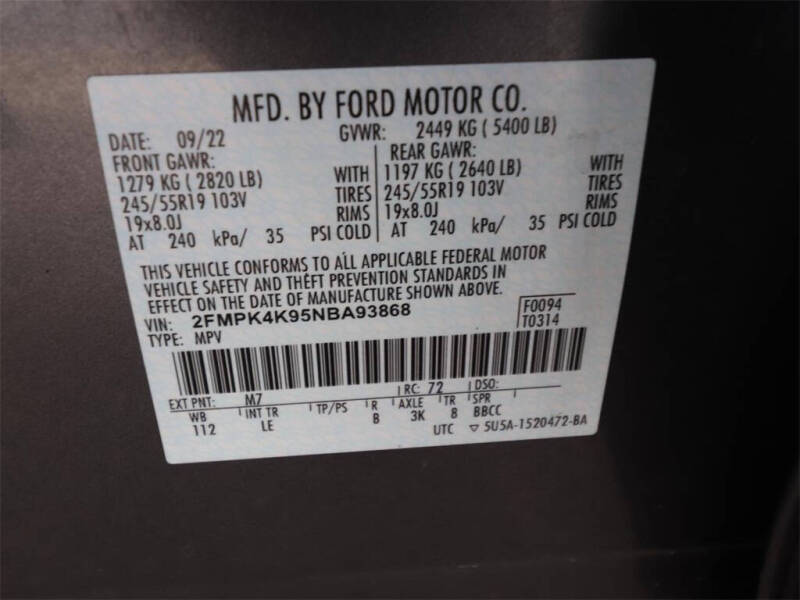 MFD. BY FORD MOTOR CO.
DATE: 09/22 GVWR: 2449 KG ( 5400 LB)
FRONT GAWR: REAR GAWR:
1279 KG ( 2820 LB) WITH 1197 KG ( 2640 LB) WITH
245/55R19 103V TIRES 245/55R19 103V TIRES
19x8.0J RIMS 19x8.0J RIMS
AT 240 kPa/ 35 PSI COLD AT 240 kPa/ 35 PSI COLD
THIS VEHICLE CONFORMS TO ALL APPLICABLE FEDERAL MOTOR
VEHICLE SAFETY AND THEFT PREVENTION STANDARDS IN
EFFECT ON THE DATE OF MANUFACTURE SHOWN ABOVE.
VIN: 2FMPK4K95NBA93868 F0094
TYPE: MPV T0314
EXT PNT: M7 RC: 72 DSO:
WB INT TR TP/PS R AXLE TR SPR
112 LE B 3K 8 BBCC
UTC ▽ 5U5A-1520472-BA